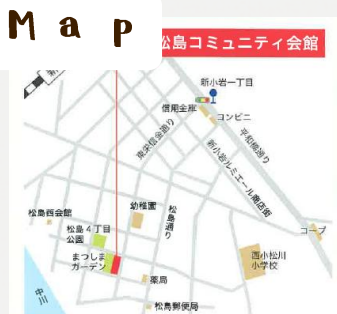 Map
松島コミュニティ会館
新小岩一丁目
信用金庫
コンビニ
東栄信金通り
平和橋通り
新小岩ルミエール商店街
幼稚園
松島通り
松島西会館
松島4丁目
公園
まつしま
ガーデン
西小松川
小学校
コープ
薬局
中川
松島郵便局